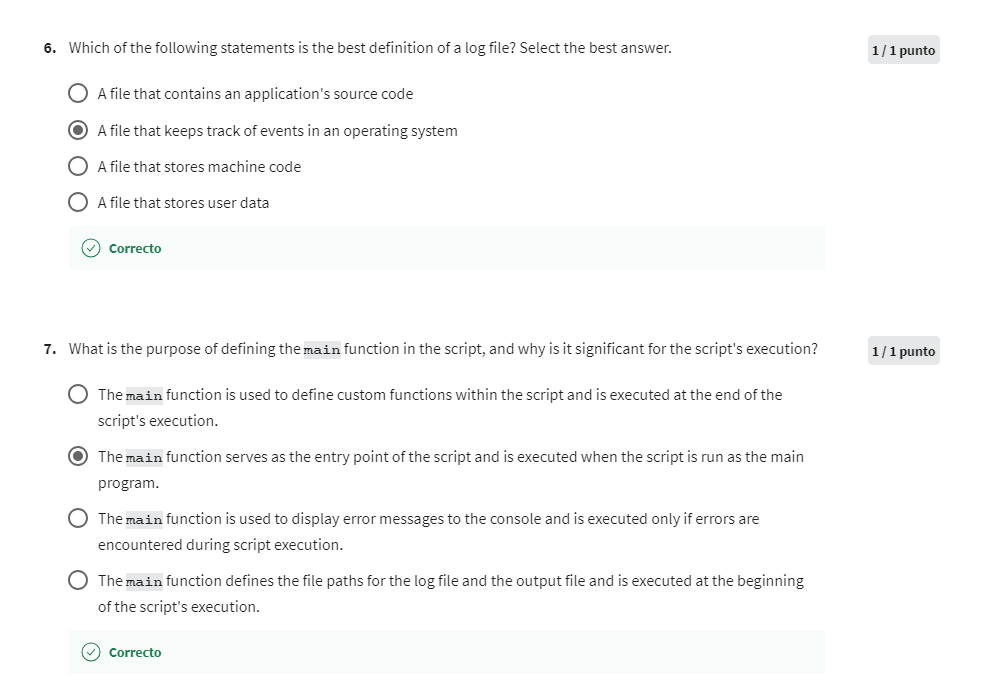 6. Which of the following statements is the best definition of a log file? Select the best answer.
1 / 1 punto
A file that contains an application's source code
A file that keeps track of events in an operating system
A file that stores machine code
A file that stores user data
Correcto
7. What is the purpose of defining the main function in the script, and why is it significant for the script's execution?
1 / 1 punto
The main function is used to define custom functions within the script and is executed at the end of the
script's execution.
The main function serves as the entry point of the script and is executed when the script is run as the main
program.
The main function is used to display error messages to the console and is executed only if errors are
encountered during script execution.
The main function defines the file paths for the log file and the output file and is executed at the beginning
of the script's execution.
Correcto